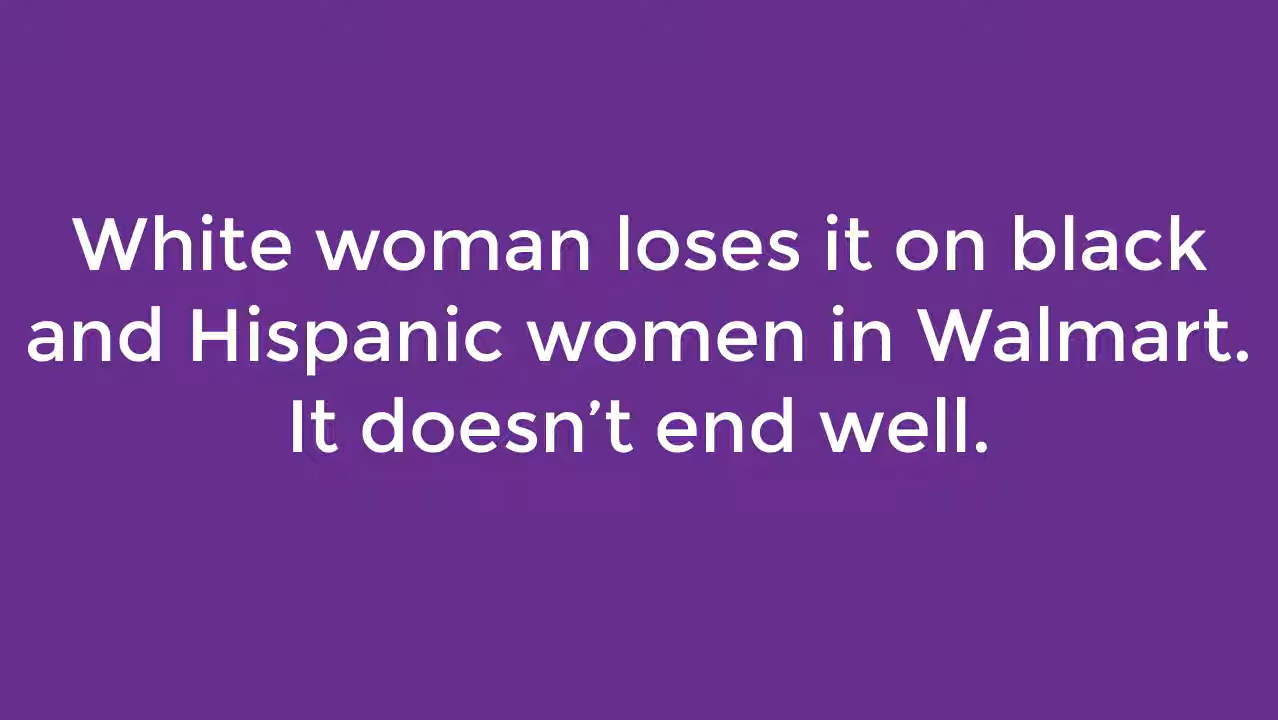 White woman loses it on black
and Hispanic women in Walmart.
It doesn’t end well.